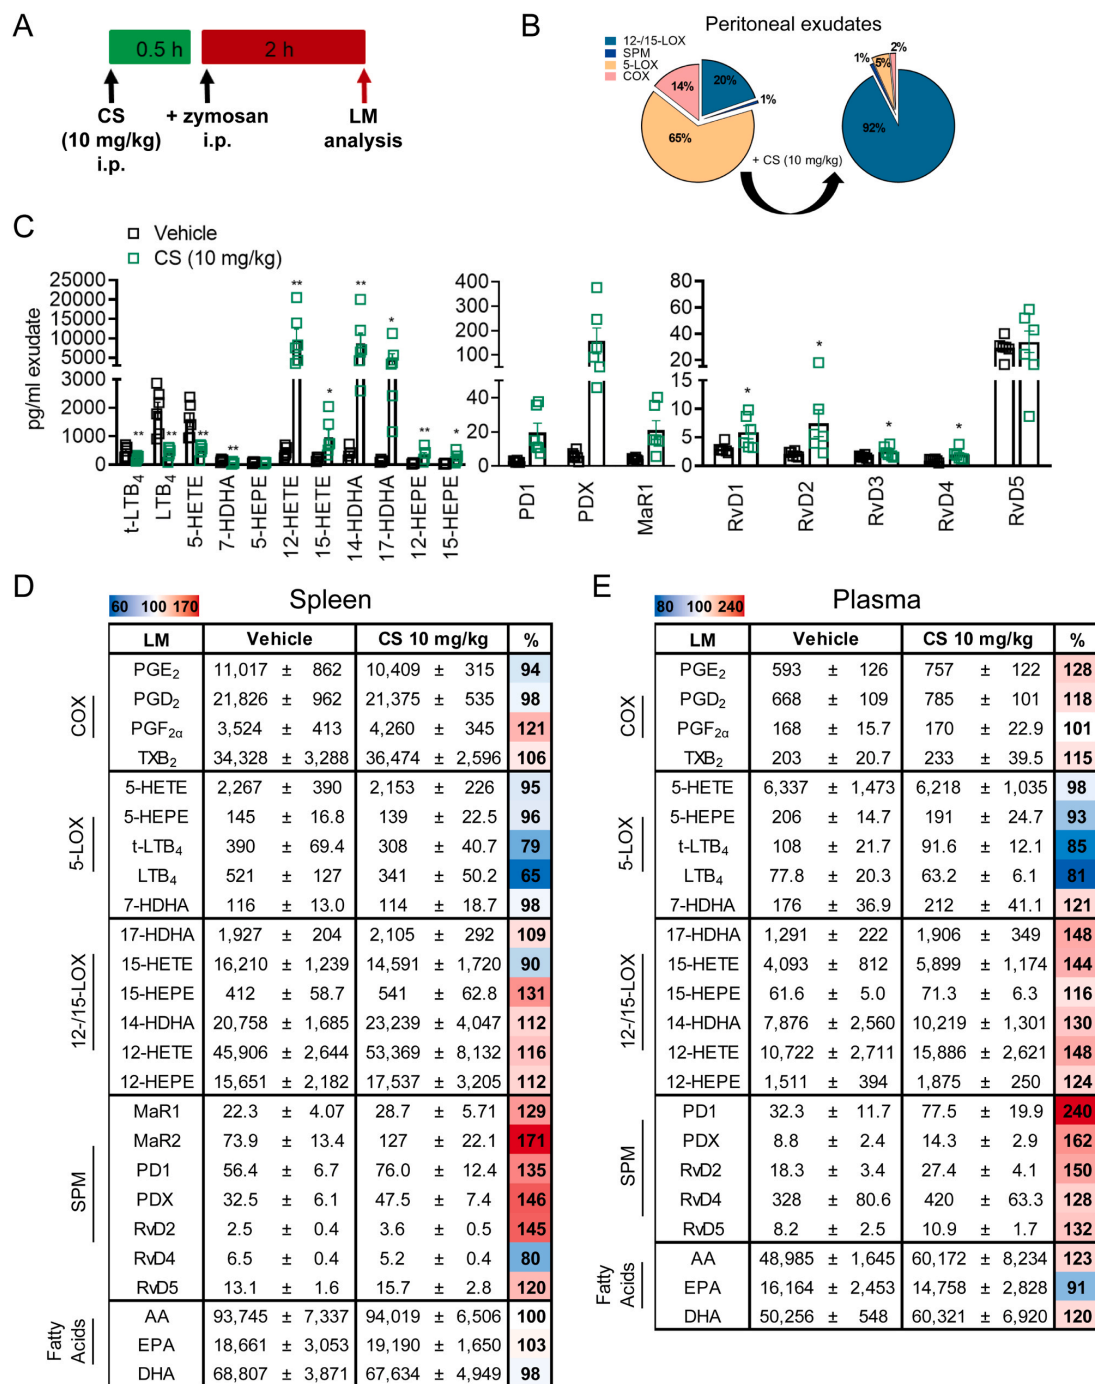 A
0.5 h
2 h
CS
(10 mg/kg)
i.p.
+ zymosan
i.p.
LM
analysis
B
Peritoneal exudates
12-/15-LOX
SPM
5-LOX
COX
14%
20%
1%
65%
+ CS (10 mg/kg)
1%
5%
2%
92%
C
Vehicle
CS (10 mg/kg)
pg/ml exudate
25000
20000
15000
10000
5000
3000
2000
1000
0
** ** ** ** ** * ** * ** *
t-LTB4
LTB4
5-HETE
7-HDHA
5-HEPE
12-HETE
15-HETE
14-HDHA
17-HDHA
12-HEPE
15-HEPE
400
300
200
100
40
20
0
PD1
PDX
MaR1
80
60
40
20
15
10
5
0
* * * *
RvD1
RvD2
RvD3
RvD4
RvD5
D
60 100 170
Spleen
LM Vehicle CS 10 mg/kg %
COX
PGE2 11,017 ± 862 10,409 ± 315 94
PGD2 21,826 ± 962 21,375 ± 535 98
PGF2α 3,524 ± 413 4,260 ± 345 121
TXB2 34,328 ± 3,288 36,474 ± 2,596 106
5-LOX
5-HETE 2,267 ± 390 2,153 ± 226 95
5-HEPE 145 ± 16.8 139 ± 22.5 96
t-LTB4 390 ± 69.4 308 ± 40.7 79
LTB4 521 ± 127 341 ± 50.2 65
7-HDHA 116 ± 13.0 114 ± 18.7 98
12-/15-LOX
17-HDHA 1,927 ± 204 2,105 ± 292 109
15-HETE 16,210 ± 1,239 14,591 ± 1,720 90
15-HEPE 412 ± 58.7 541 ± 62.8 131
14-HDHA 20,758 ± 1,685 23,239 ± 4,047 112
12-HETE 45,906 ± 2,644 53,369 ± 8,132 116
12-HEPE 15,651 ± 2,182 17,537 ± 3,205 112
SPM
MaR1 22.3 ± 4.07 28.7 ± 5.71 129
MaR2 73.9 ± 13.4 127 ± 22.1 171
PD1 56.4 ± 6.7 76.0 ± 12.4 135
PDX 32.5 ± 6.1 47.5 ± 7.4 146
RvD2 2.5 ± 0.4 3.6 ± 0.5 145
RvD4 6.5 ± 0.4 5.2 ± 0.4 80
RvD5 13.1 ± 1.6 15.7 ± 2.8 120
Fatty
Acids
AA 93,745 ± 7,337 94,019 ± 6,506 100
EPA 18,661 ± 3,053 19,190 ± 1,650 103
DHA 68,807 ± 3,871 67,634 ± 4,949 98
E
80 100 240
Plasma
LM Vehicle CS 10 mg/kg %
COX
PGE2 593 ± 126 757 ± 122 128
PGD2 668 ± 109 785 ± 101 118
PGF2α 168 ± 15.7 170 ± 22.9 101
TXB2 203 ± 20.7 233 ± 39.5 115
5-LOX
5-HETE 6,337 ± 1,473 6,218 ± 1,035 98
5-HEPE 206 ± 14.7 191 ± 24.7 93
t-LTB4 108 ± 21.7 91.6 ± 12.1 85
LTB4 77.8 ± 20.3 63.2 ± 6.1 81
7-HDHA 176 ± 36.9 212 ± 41.1 121
12-/15-LOX
17-HDHA 1,291 ± 222 1,906 ± 349 148
15-HETE 4,093 ± 812 5,899 ± 1,174 144
15-HEPE 61.6 ± 5.0 71.3 ± 6.3 116
14-HDHA 7,876 ± 2,560 10,219 ± 1,301 130
12-HETE 10,722 ± 2,711 15,886 ± 2,621 148
12-HEPE 1,511 ± 394 1,875 ± 250 124
SPM
PD1 32.3 ± 11.7 77.5 ± 19.9 240
PDX 8.8 ± 2.4 14.3 ± 2.9 162
RvD2 18.3 ± 3.4 27.4 ± 4.1 150
RvD4 328 ± 80.6 420 ± 63.3 128
RvD5 8.2 ± 2.5 10.9 ± 1.7 132
Fatty
Acids
AA 48,985 ± 1,645 60,172 ± 8,234 123
EPA 16,164 ± 2,453 14,758 ± 2,828 91
DHA 50,256 ± 548 60,321 ± 6,920 120